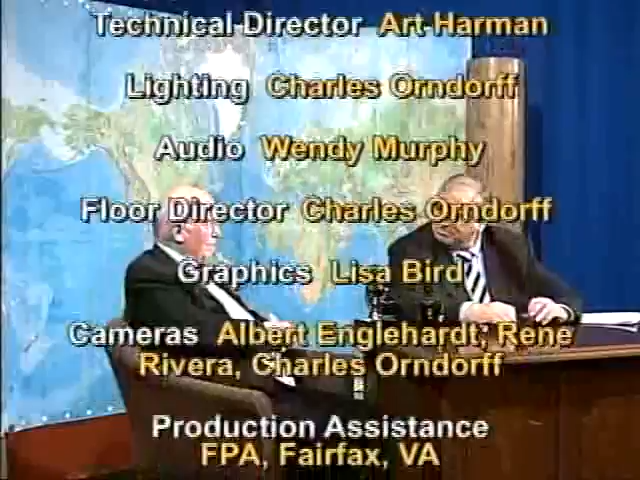 Technical Director Art Harman
Lighting Charles Orndorff
Audio Wendy Murphy
Floor Director Charles Orndorff
Graphics Lisa Bird
Cameras Albert Englehardt, Rene
Rivera, Charles Orndorff
Production Assistance
FPA, Fairfax, VA